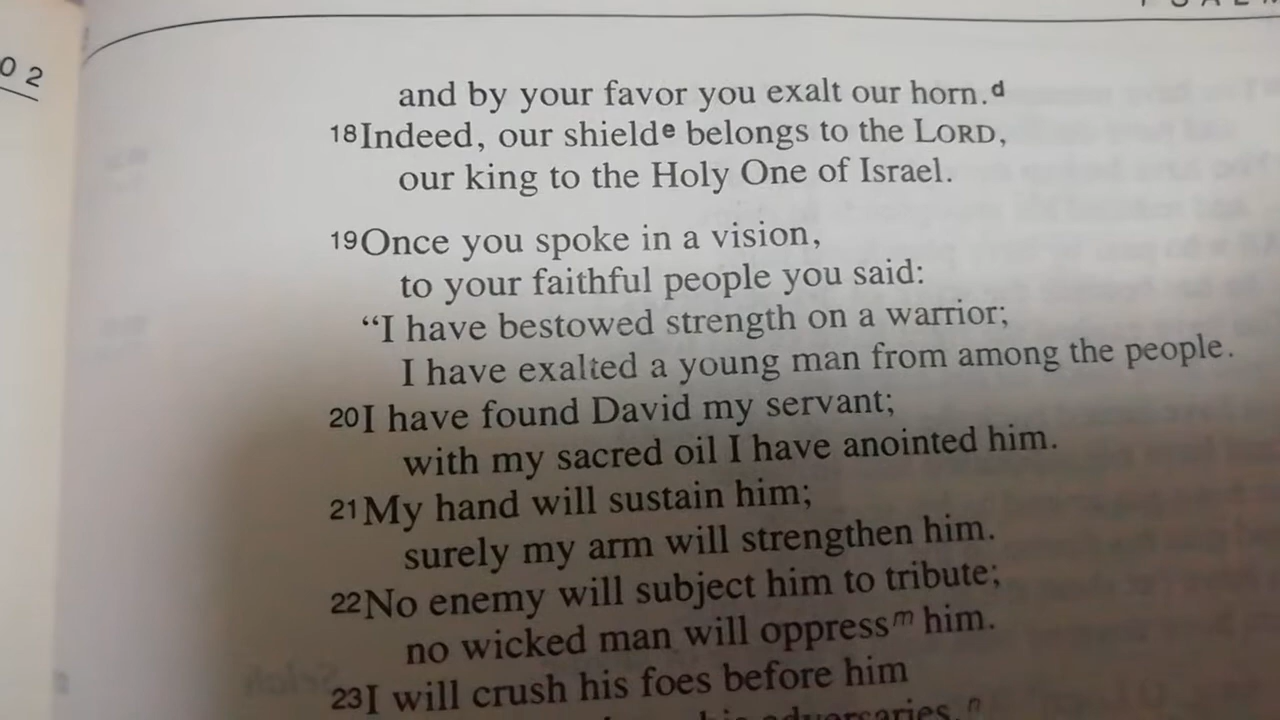 02
PSALM
and by your favor you exalt our horn.d
18Indeed, our shielde belongs to the LORD,
our king to the Holy One of Israel.
19Once you spoke in a vision,
to your faithful people you said:
“I have bestowed strength on a warrior;
I have exalted a young man from among the people.
20I have found David my servant;
with my sacred oil I have anointed him.
21My hand will sustain him;
surely my arm will strengthen him.
22No enemy will subject him to tribute;
no wicked man will oppressm him.
23I will crush his foes before him
his adversaries.n